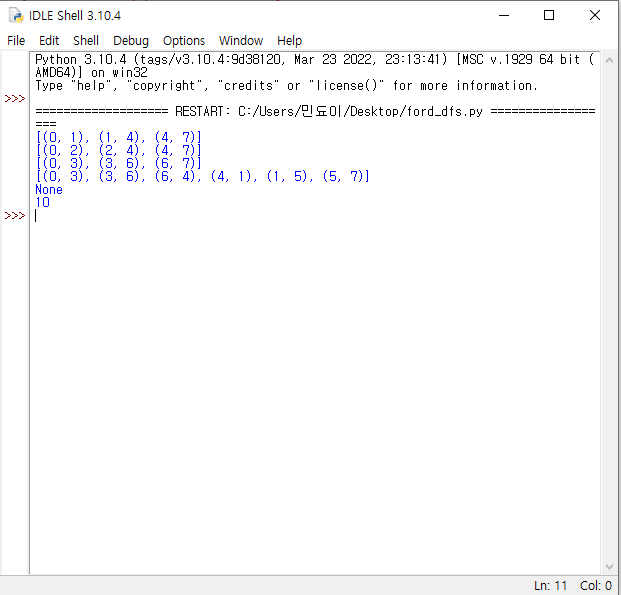 IDLE Shell 3.10.4
File Edit Shell Debug Options Window Help
Python 3.10.4 (tags/v3.10.4:9d38120, Mar 23 2022, 23:13:41) [MSC v.1929 64 bit (
AMD64)] on win32
Type "help", "copyright", "credits" or "license()" for more information.
>>>
=================== RESTART: C:/Users/민됴이/Desktop/ford_dfs.py ===============
===
[(0, 1), (1, 4), (4, 7)]
[(0, 2), (2, 4), (4, 7)]
[(0, 3), (3, 6), (6, 7)]
[(0, 3), (3, 6), (6, 4), (4, 1), (1, 5), (5, 7)]
None
10
>>>
Ln: 11 Col: 0